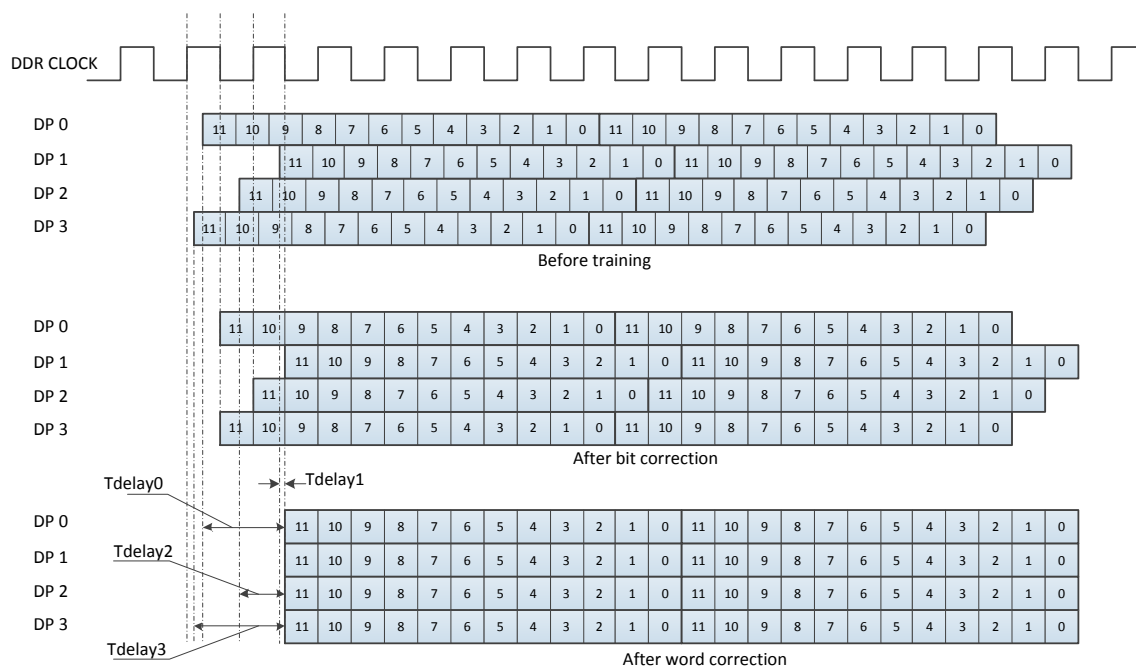 DDR CLOCK
DP 0 11 10 9 8 7 6 5 4 3 2 1 0 11 10 9 8 7 6 5 4 3 2 1 0
DP 1 11 10 9 8 7 6 5 4 3 2 1 0 11 10 9 8 7 6 5 4 3 2 1 0
DP 2 11 10 9 8 7 6 5 4 3 2 1 0 11 10 9 8 7 6 5 4 3 2 1 0
DP 3 11 10 9 8 7 6 5 4 3 2 1 0 11 10 9 8 7 6 5 4 3 2 1 0
Before training
DP 0 11 10 9 8 7 6 5 4 3 2 1 0 11 10 9 8 7 6 5 4 3 2 1 0
DP 1 11 10 9 8 7 6 5 4 3 2 1 0 11 10 9 8 7 6 5 4 3 2 1 0
DP 2 11 10 9 8 7 6 5 4 3 2 1 0 11 10 9 8 7 6 5 4 3 2 1 0
DP 3 11 10 9 8 7 6 5 4 3 2 1 0 11 10 9 8 7 6 5 4 3 2 1 0
After bit correction
Tdelay0 Tdelay1
DP 0 11 10 9 8 7 6 5 4 3 2 1 0 11 10 9 8 7 6 5 4 3 2 1 0
Tdelay2
DP 1 11 10 9 8 7 6 5 4 3 2 1 0 11 10 9 8 7 6 5 4 3 2 1 0
DP 2 11 10 9 8 7 6 5 4 3 2 1 0 11 10 9 8 7 6 5 4 3 2 1 0
DP 3 11 10 9 8 7 6 5 4 3 2 1 0 11 10 9 8 7 6 5 4 3 2 1 0
Tdelay3
After word correction